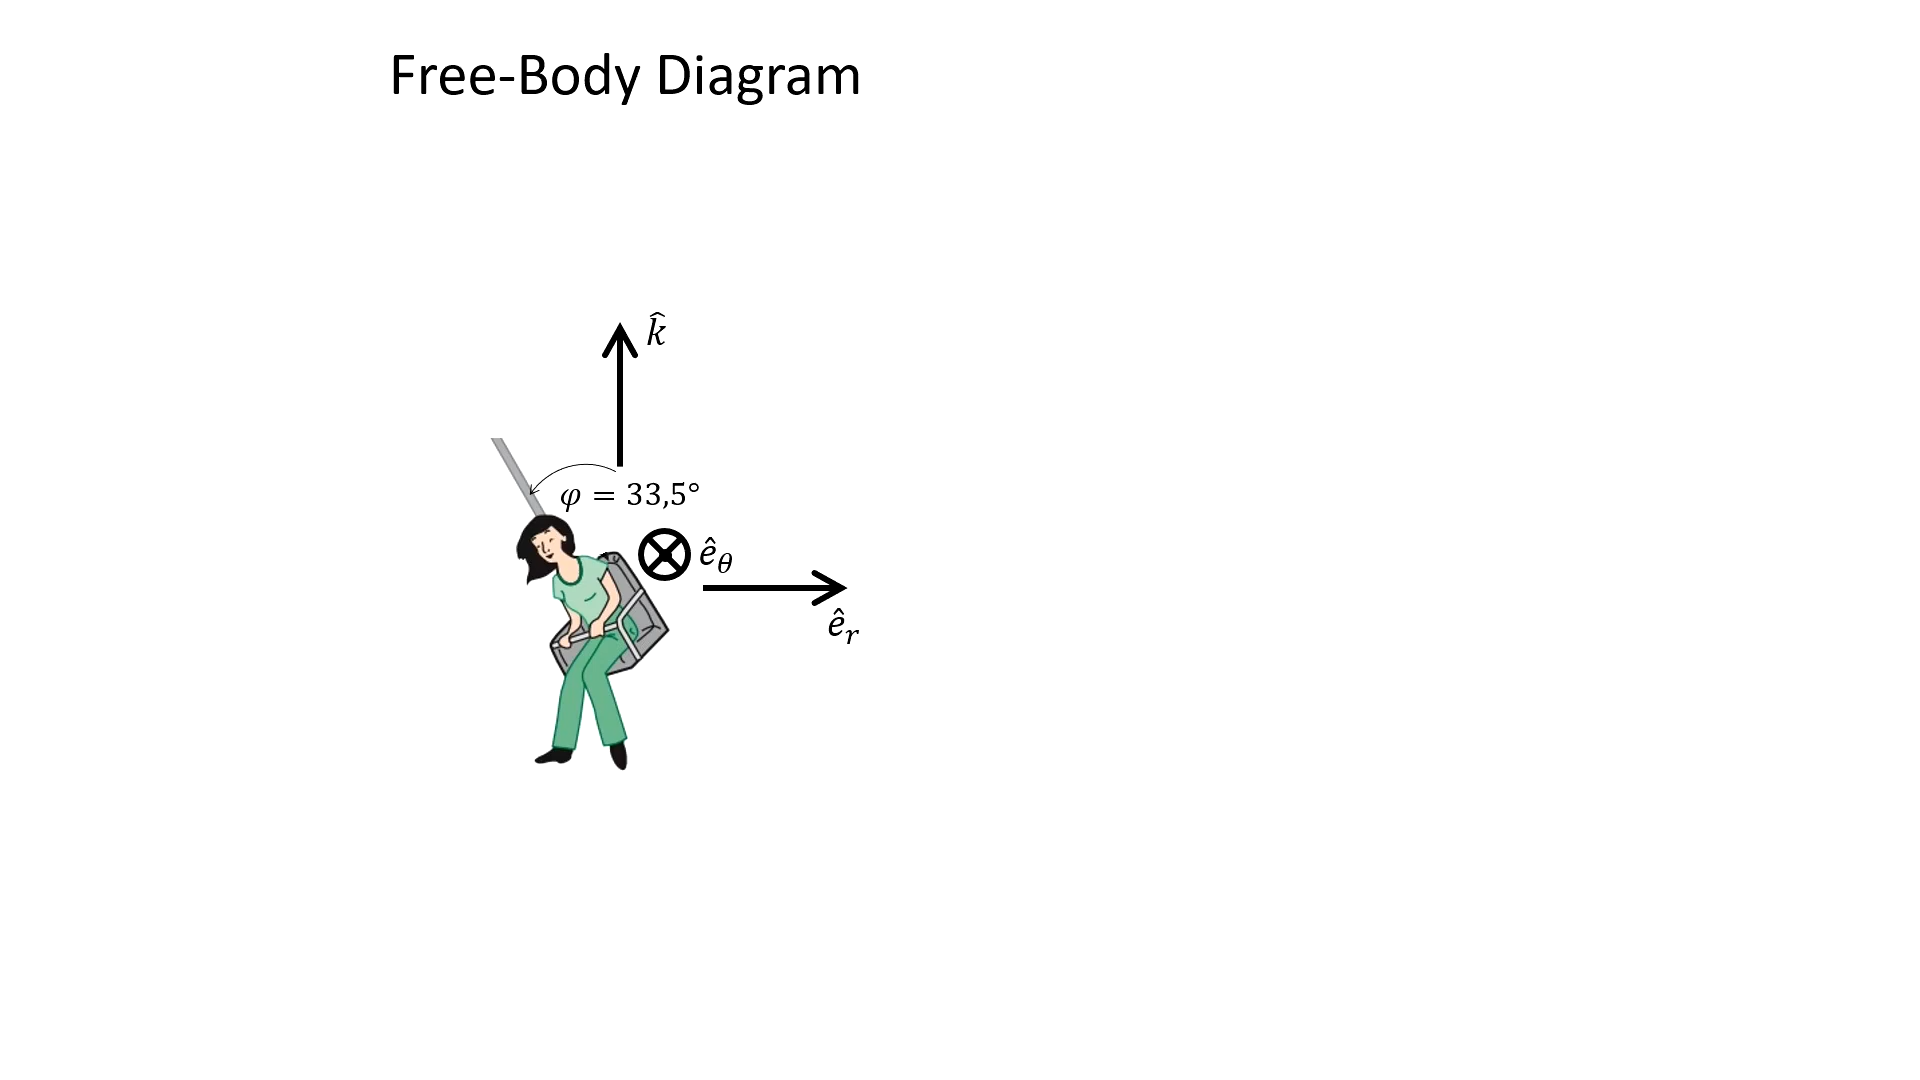 Free-Body Diagram
k̂
φ = 33,5°
ê_θ
ê_r